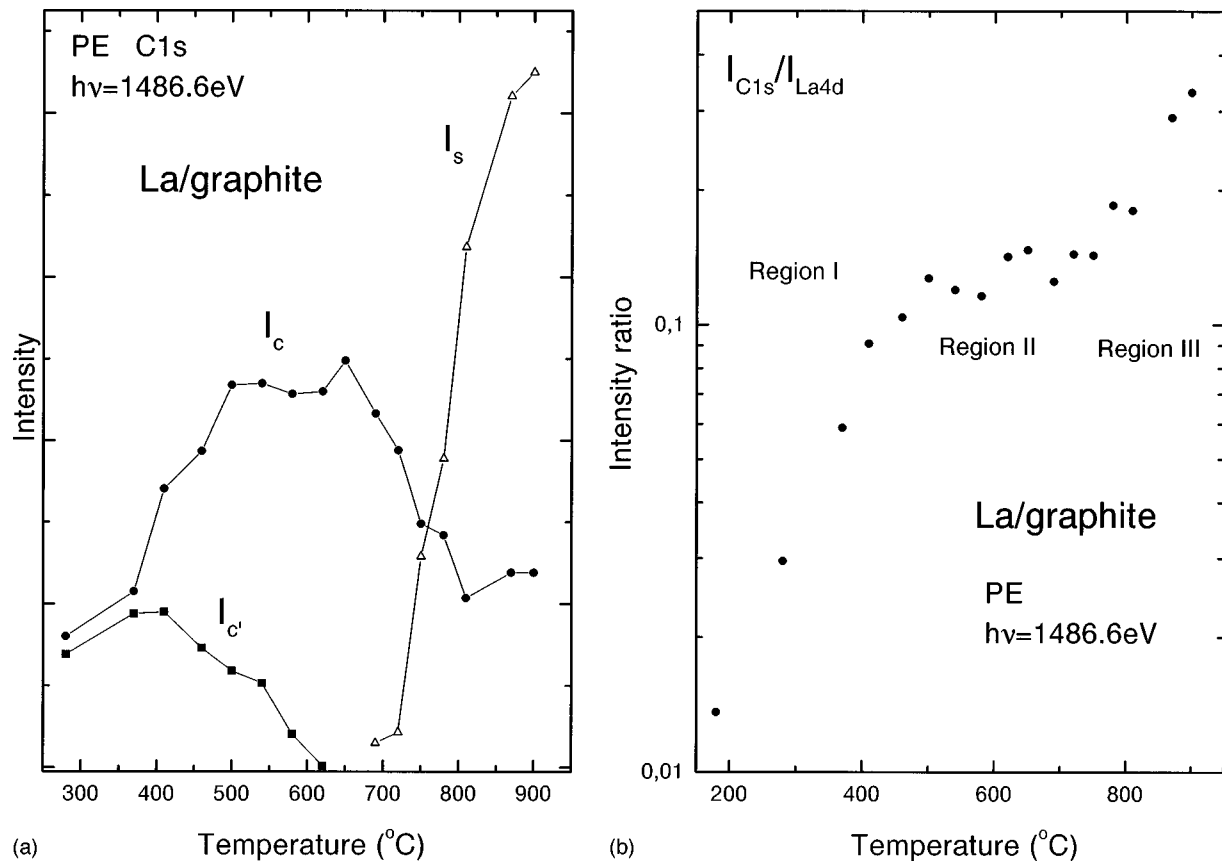 PE C1s
hν=1486.6eV
La/graphite
I_s
I_c
I_c'
Intensity
300 400 500 600 700 800 900
Temperature (°C)
(a)
I_C1s/I_La4d
0,1
0,01
Region I
Region II
Region III
La/graphite
PE
hν=1486.6eV
Intensity ratio
200 400 600 800
Temperature (°C)
(b)